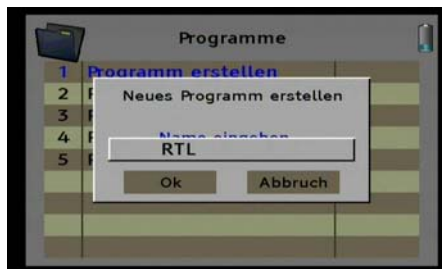 Programme
1 Programm erstellen
2
Neues Programm erstellen
3
4
Name eingeben
RTL
5
Ok Abbruch